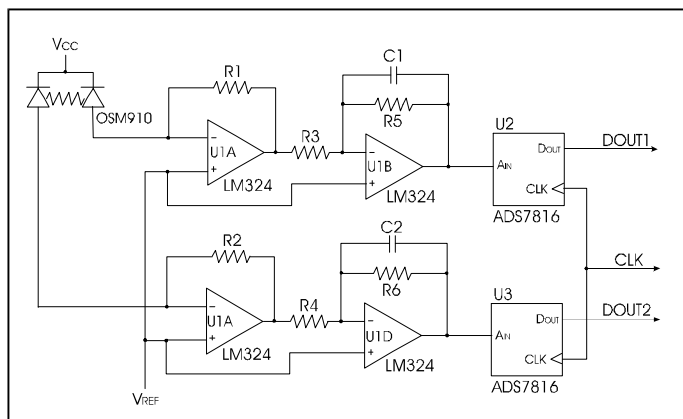 VCC
OSM910
R1
U1A
LM324
R3
C1
R5
U1B
LM324
U2
AIN
DOUT
CLK
ADS7816
DOUT1
R2
U1A
LM324
R4
C2
R6
U1D
LM324
U3
AIN
DOUT
CLK
ADS7816
CLK
DOUT2
VREF